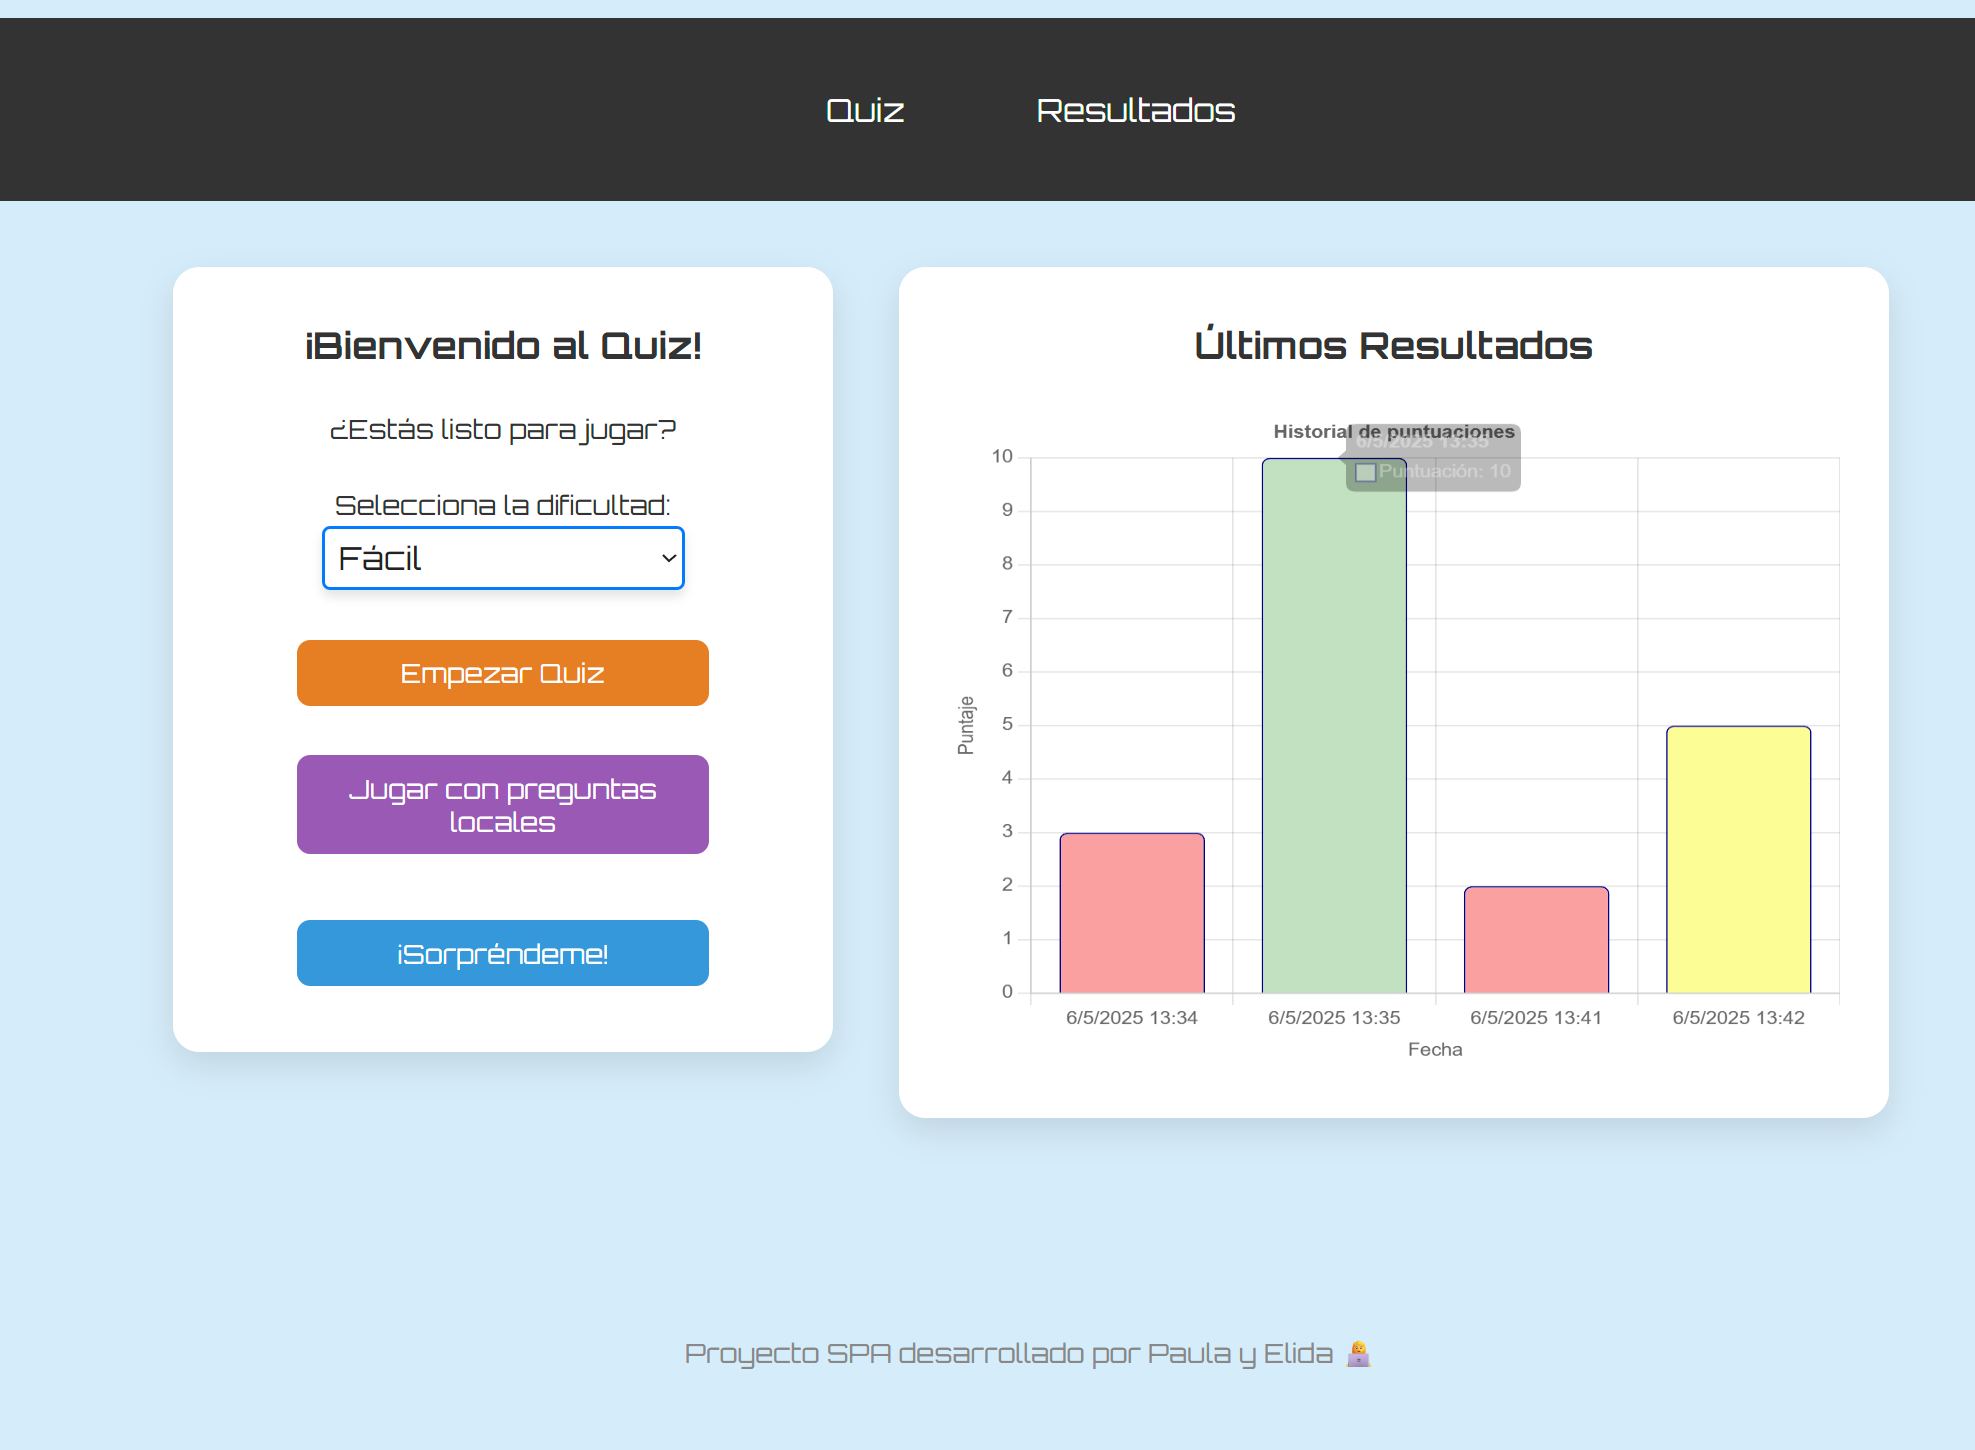 Quiz
Resultados
¡Bienvenido al Quiz!
¿Estás listo para jugar?
Selecciona la dificultad:
Fácil
Empezar Quiz
Jugar con preguntas
locales
¡Sorpréndeme!
Últimos Resultados
Historial de puntuaciones
6/5/2025 13:35
Puntuación: 10
10
9
8
7
6
5
4
3
2
1
0
Puntaje
6/5/2025 13:34
6/5/2025 13:35
6/5/2025 13:41
6/5/2025 13:42
Fecha
Proyecto SPA desarrollado por Paula y Elida 👩‍💻